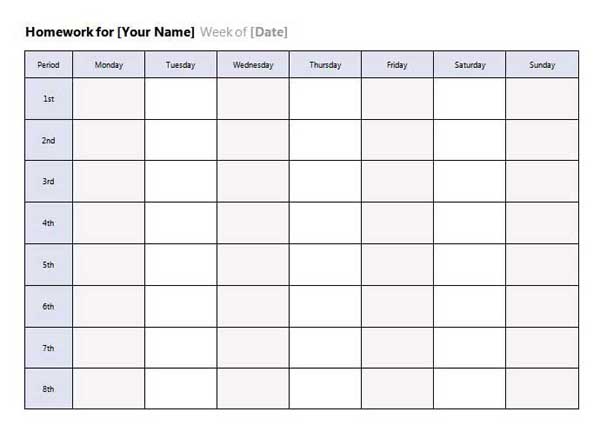 Homework for [Your Name] Week of [Date]
Period Monday Tuesday Wednesday Thursday Friday Saturday Sunday
1st
2nd
3rd
4th
5th
6th
7th
8th